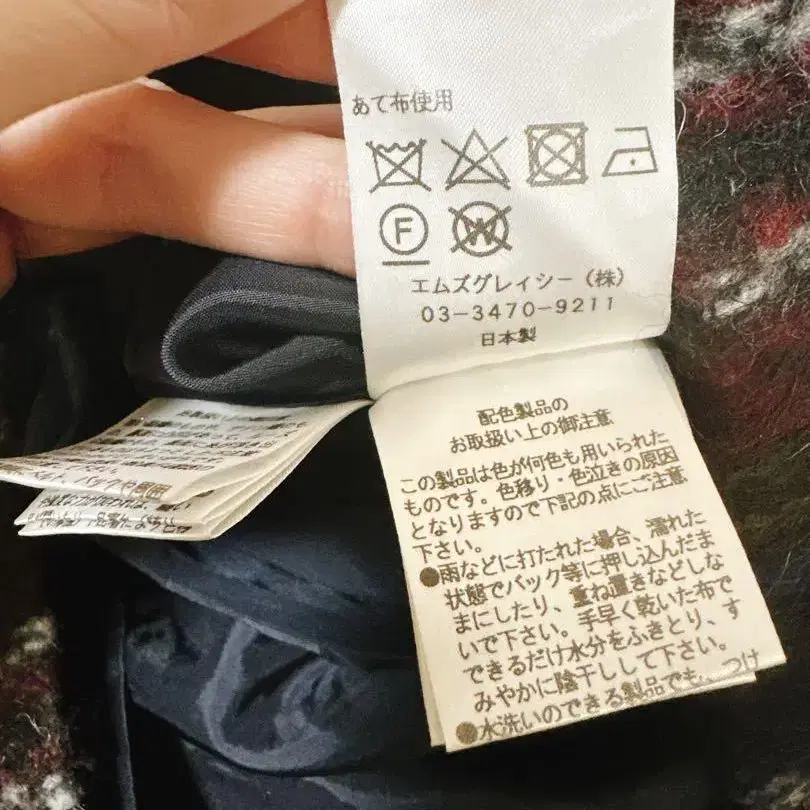 あて布使用
F
W
エムズグレイシー（株）
03-3470-9211
日本製
配色製品の
お取扱い上の御注意
この製品は色が何色も用いられた
ものです。色移り・色泣きの原因
となりますので下記の点にご注意
下さい。
●雨などに打たれた場合、濡れた
状態でバック等に押し込んだま
まにしたり、重ね置きなどしな
いで下さい。手早く乾いた布で
できるだけ水分をふきとり、す
みやかに陰干しして下さい。
●水洗いのできる製品でも、つけ